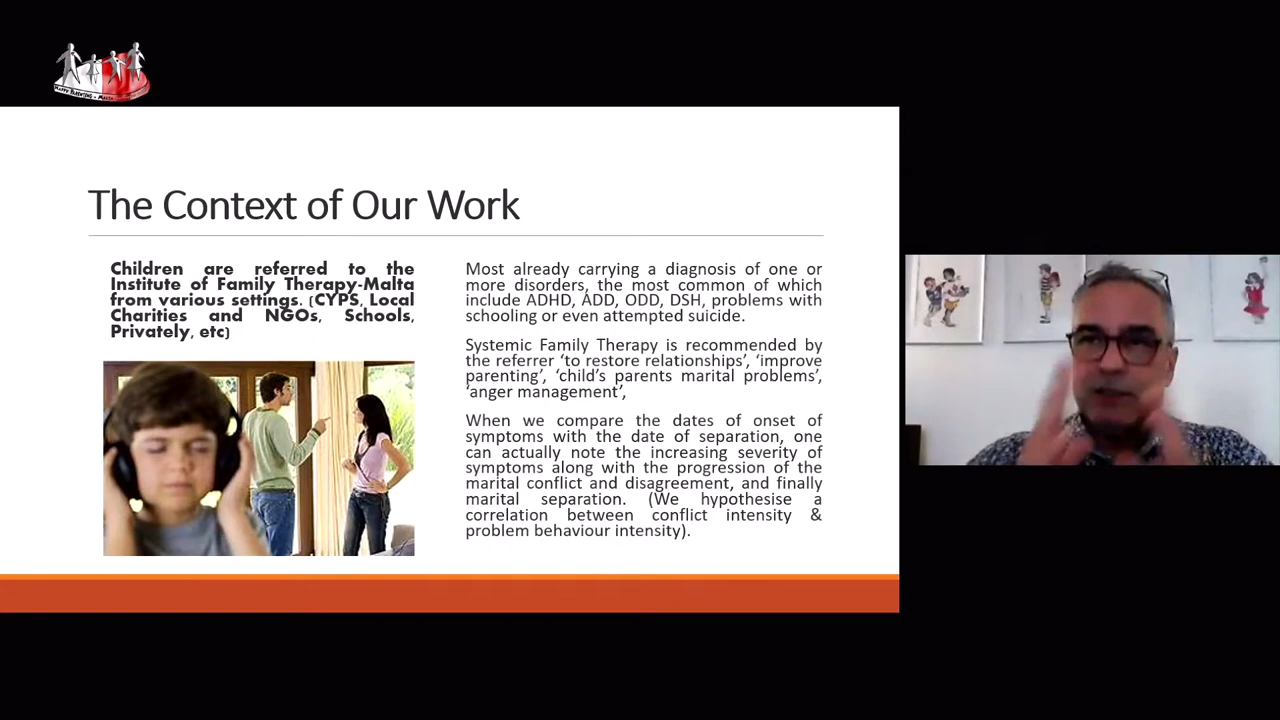 HAPPY PARENTING - MALTA
The Context of Our Work
Children are referred to the
Institute of Family Therapy-Malta
from various settings. (CYPS, Local
Charities and NGOs, Schools,
Privately, etc)
Most already carrying a diagnosis of one or
more disorders, the most common of which
include ADHD, ADD, ODD, DSH, problems with
schooling or even attempted suicide.
Systemic Family Therapy is recommended by
the referrer ‘to restore relationships’, ‘improve
parenting’, ‘child’s parents marital problems’,
‘anger management’,
When we compare the dates of onset of
symptoms with the date of separation, one
can actually note the increasing severity of
symptoms along with the progression of the
marital conflict and disagreement, and finally
marital separation. (We hypothesise a
correlation between conflict intensity &
problem behaviour intensity).